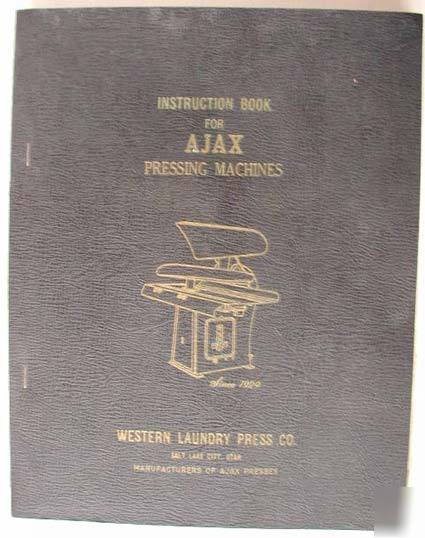 INSTRUCTION BOOK
FOR
AJAX
PRESSING MACHINES
Since 1920
WESTERN LAUNDRY PRESS CO.
SALT LAKE CITY, UTAH
MANUFACTURERS OF AJAX PRESSES